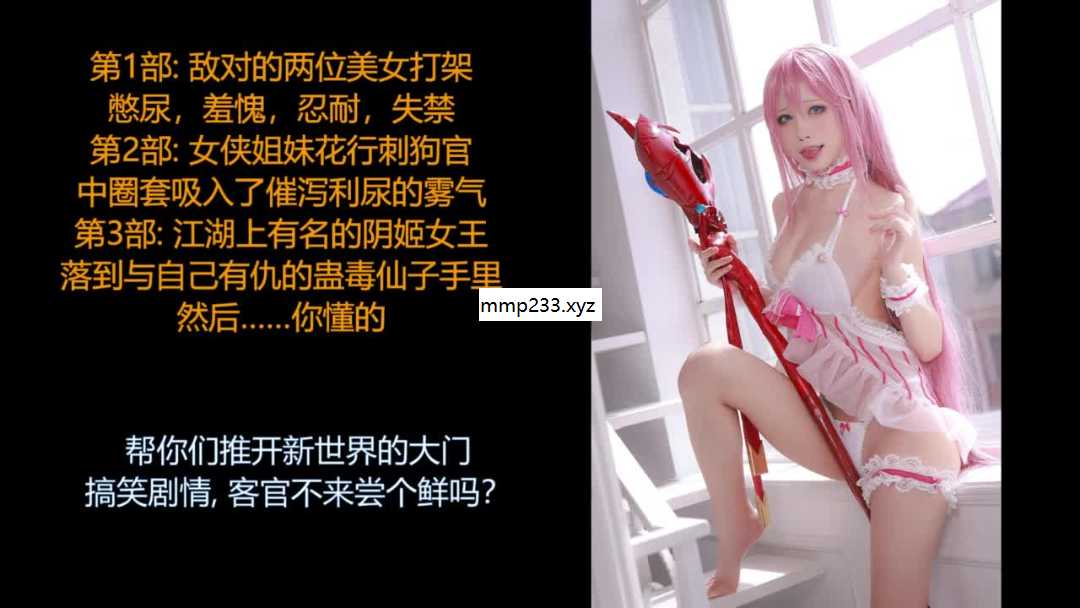 第1部: 敌对的两位美女打架
憋尿，羞愧，忍耐，失禁
第2部: 女侠姐妹花行刺狗官
中圈套吸入了催泻利尿的雾气
第3部: 江湖上有名的阴姬女王
落到与自己有仇的蛊毒仙子手里
然后……你懂的
mmp233.xyz
帮你们推开新世界的大门
搞笑剧情, 客官不来尝个鲜吗?